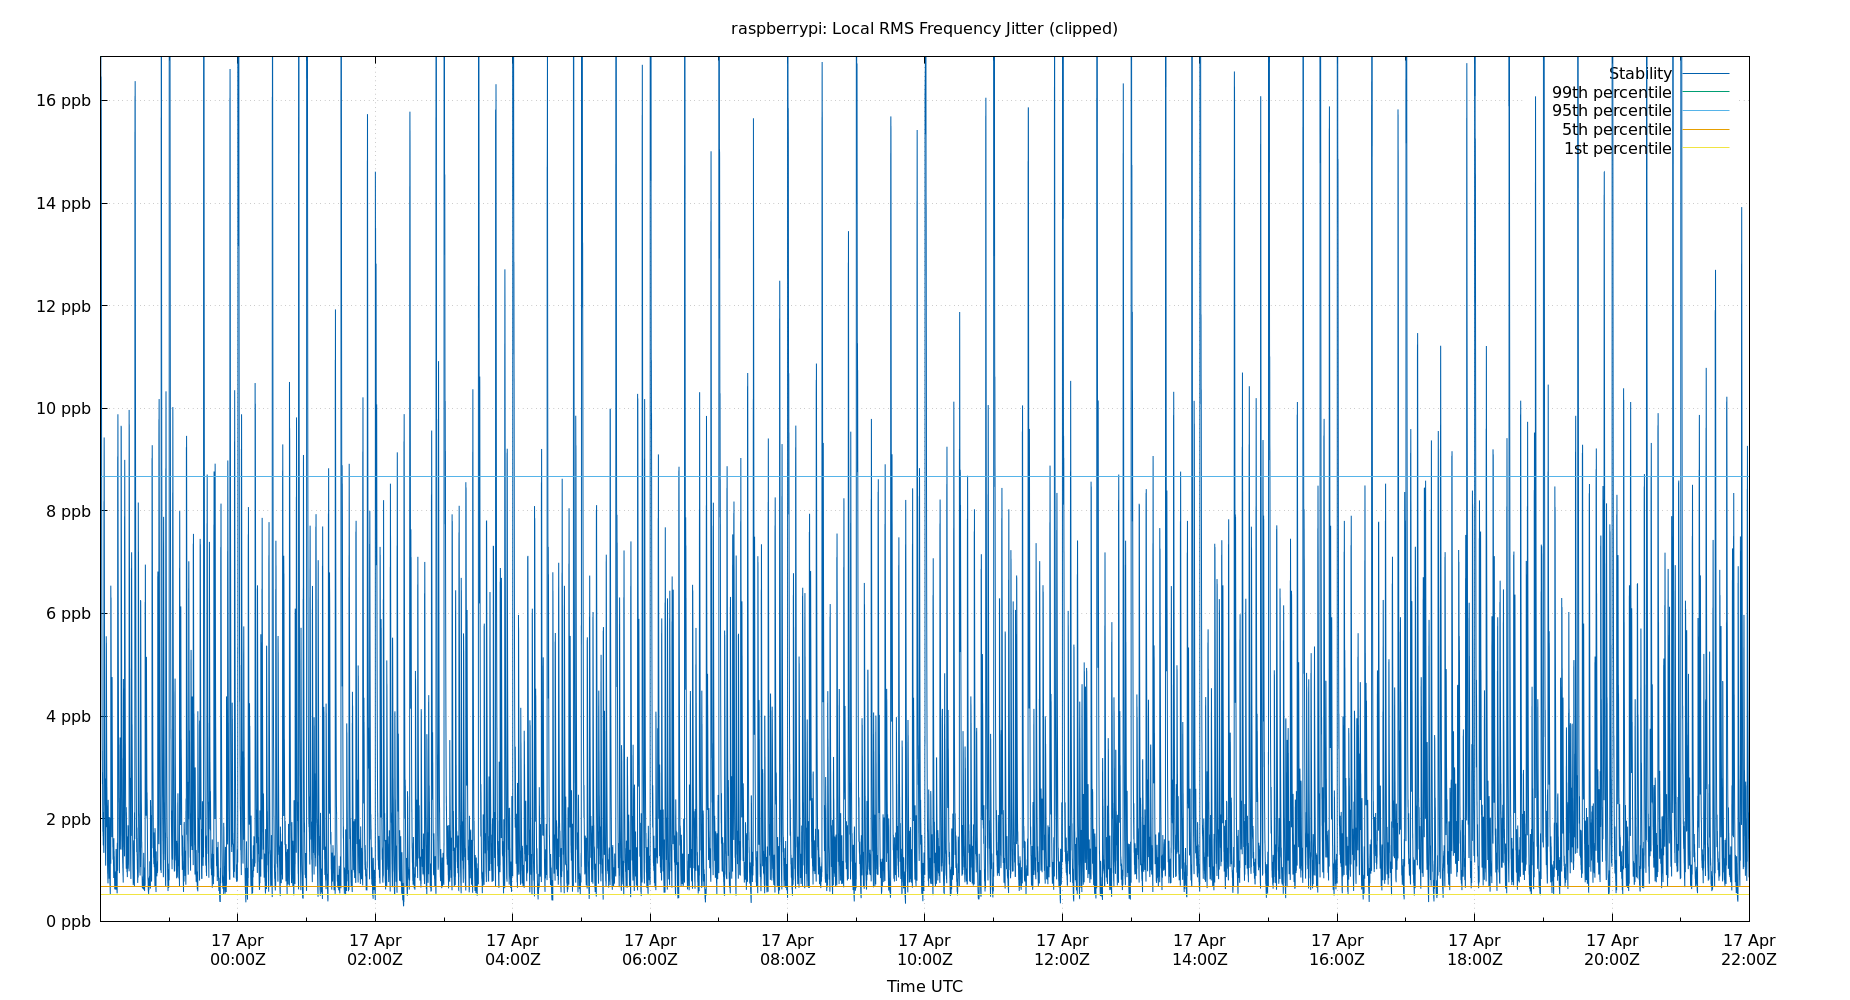 raspberrypi: Local RMS Frequency Jitter (clipped)
Stability
99th percentile
95th percentile
5th percentile
1st percentile
16 ppb
14 ppb
12 ppb
10 ppb
8 ppb
6 ppb
4 ppb
2 ppb
0 ppb
17 Apr 17 Apr 17 Apr 17 Apr 17 Apr 17 Apr 17 Apr 17 Apr 17 Apr 17 Apr 17 Apr 17 Apr
00:00Z 02:00Z 04:00Z 06:00Z 08:00Z 10:00Z 12:00Z 14:00Z 16:00Z 18:00Z 20:00Z 22:00Z
Time UTC